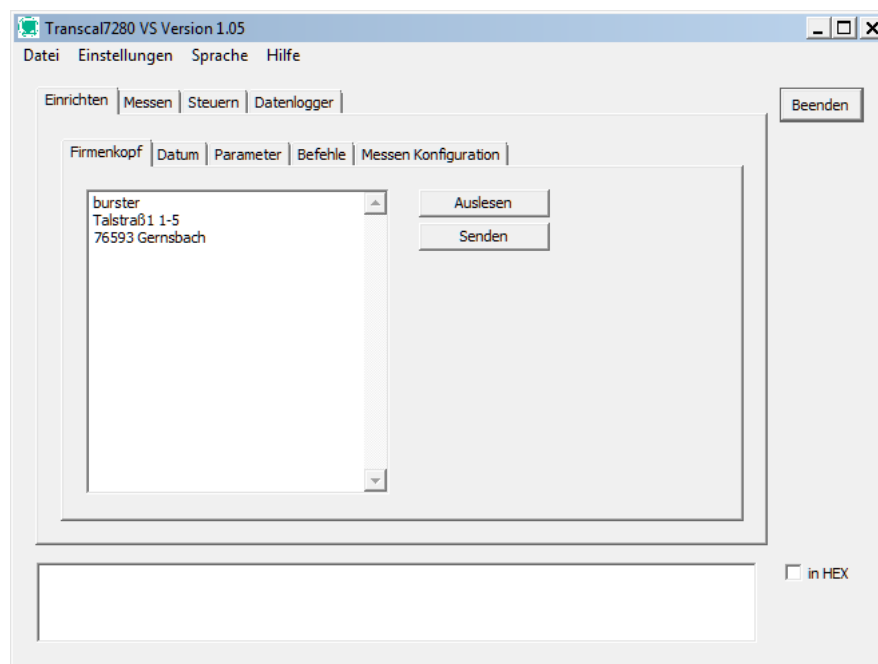 Transcal7280 VS Version 1.05
Datei Einstellungen Sprache Hilfe
Einrichten Messen Steuern Datenlogger
Beenden
Firmenkopf Datum Parameter Befehle Messen Konfiguration
burster
Talstraß1 1-5
76593 Gernsbach
Auslesen
Senden
in HEX